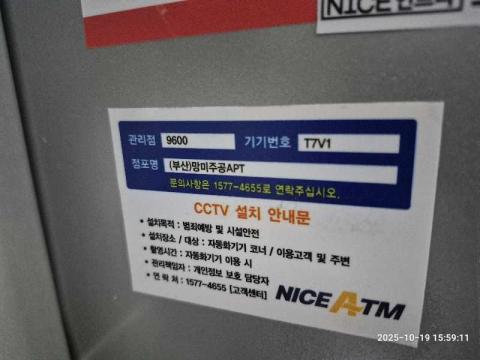 NICE
관리점 9600 기기번호 T7V1
점포명 (부산)망미주공APT
문의사항은 1577-4655로 연락주십시오.
CCTV 설치 안내문
• 설치목적 : 범죄예방 및 시설안전
• 설치장소 / 대상 : 자동화기기 코너 / 이용고객 및 주변
• 촬영시간 : 자동화기기 이용 시
• 관리책임자 : 개인정보 보호 담당자
• 연 락 처 : 1577-4655 [고객센터]
NICE ATM
2025-10-19 15:59:11